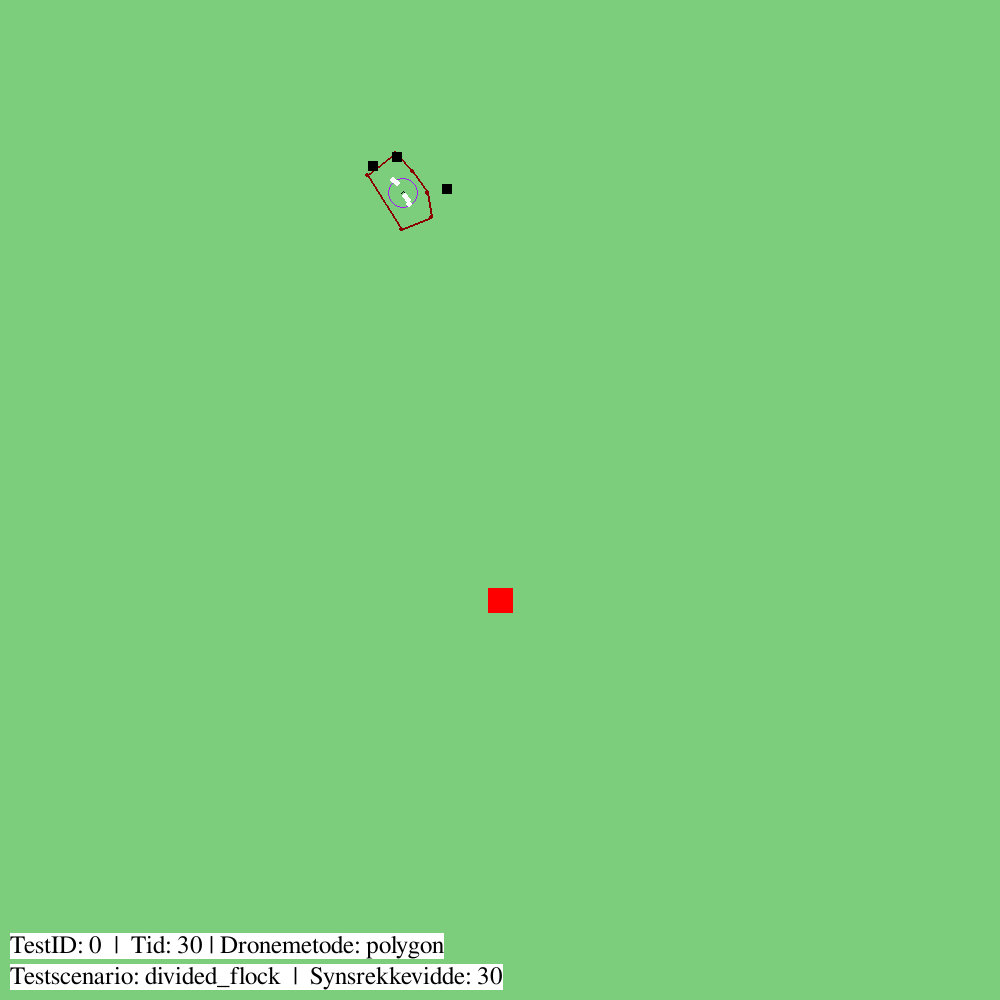 TestID: 0 | Tid: 30 | Dronemetode: polygon
Testscenario: divided_flock | Synsrekkevidde: 30